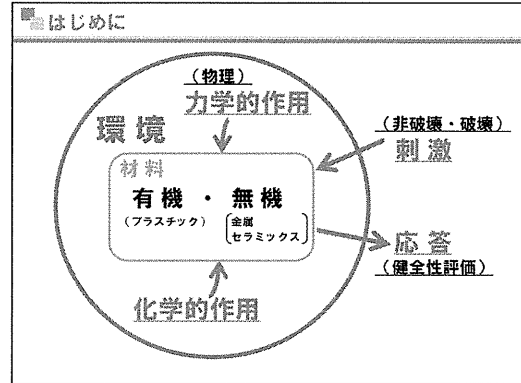 はじめに
（物理）
力学的作用
環境
（非破壊・破壊）
刺激
材料
有機・無機
（プラスチック）
金属
セラミックス
応答
（健全性評価）
化学的作用